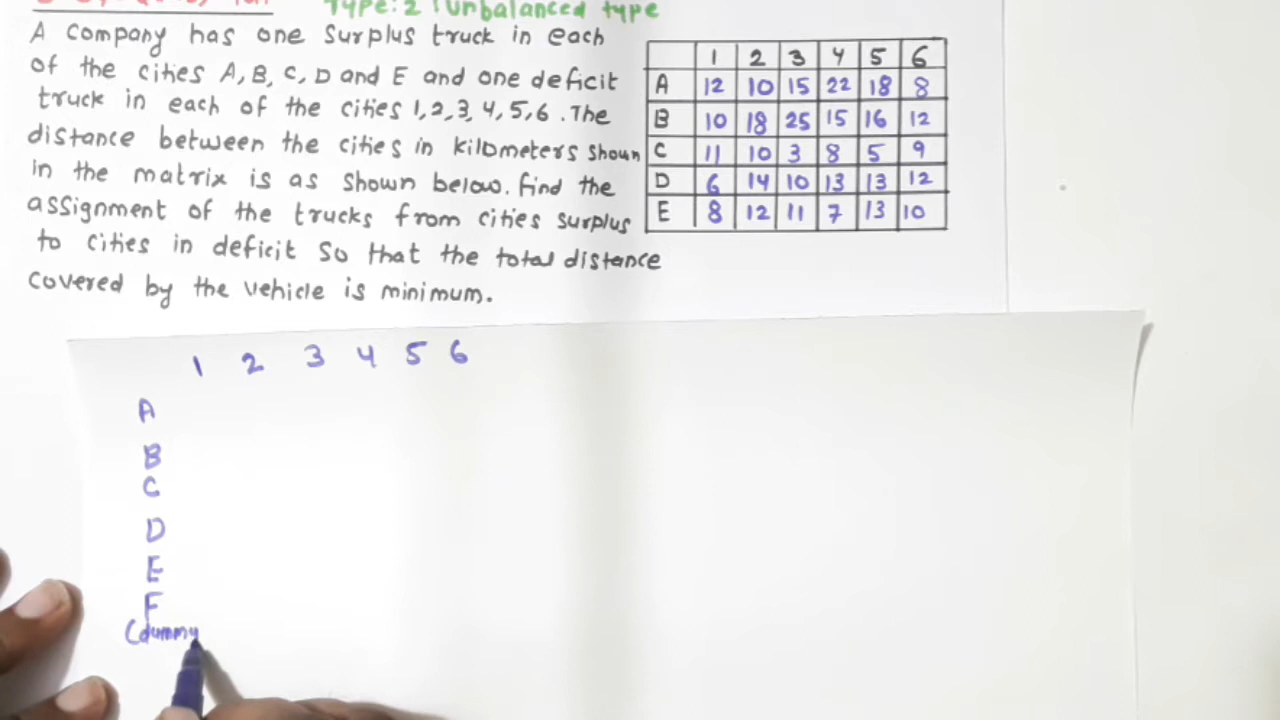 Type: 2 : Unbalanced type
A company has one surplus truck in each
of the cities A, B, C, D and E and one deficit
truck in each of the cities 1, 2, 3, 4, 5, 6. The
distance between the cities in kilometers shown
in the matrix is as shown below. Find the
assignment of the trucks from cities surplus
to cities in deficit so that the total distance
covered by the vehicle is minimum.
1 2 3 4 5 6
A 12 10 15 22 18 8
B 10 18 25 15 16 12
C 11 10 3 8 5 9
D 6 14 10 13 13 12
E 8 12 11 7 13 10
1 2 3 4 5 6
A
B
C
D
E
F
(dummy